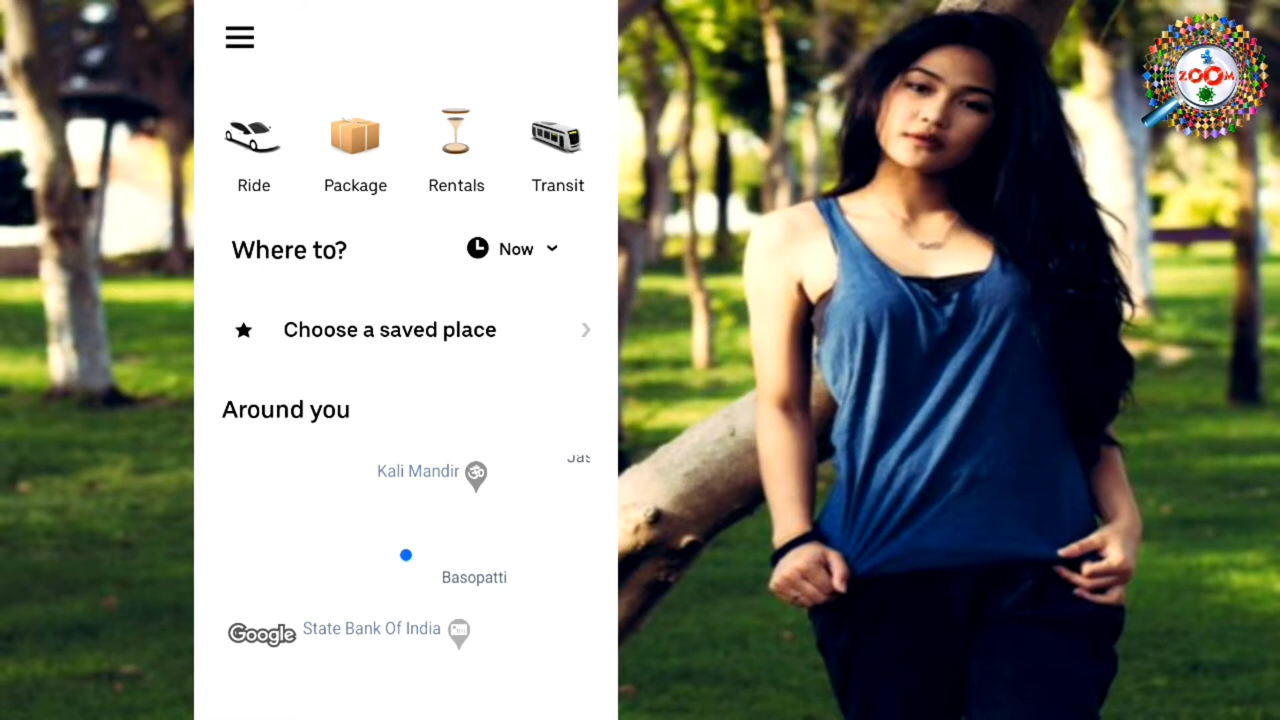 ZOOM
Ride Package Rentals Transit
Where to? Now
Choose a saved place
Around you
Jas
Kali Mandir
Basopatti
Google State Bank Of India